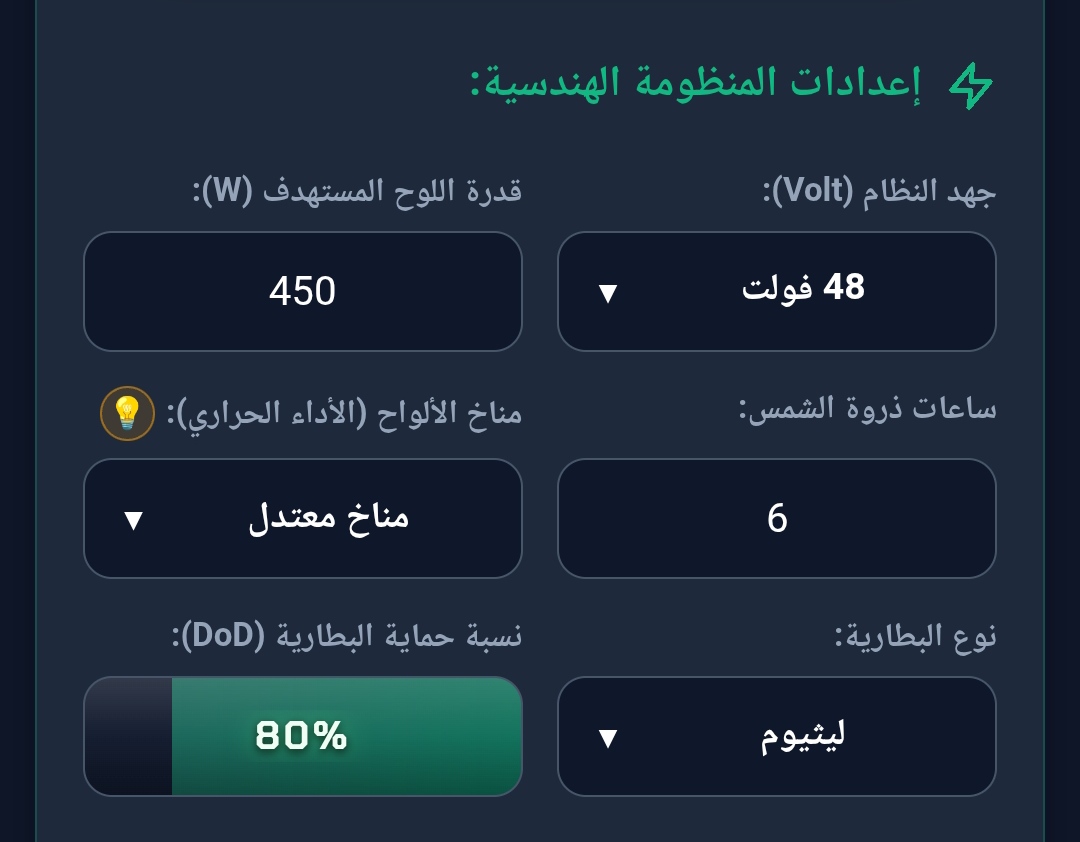 إعدادات المنظومة الهندسية:
جهد النظام (Volt):
قدرة اللوح المستهدف (W):
48 فولت
450
ساعات ذروة الشمس:
مناخ الألواح (الأداء الحراري):
6
مناخ معتدل
نوع البطارية:
نسبة حماية البطارية (DoD):
ليثيوم
80%